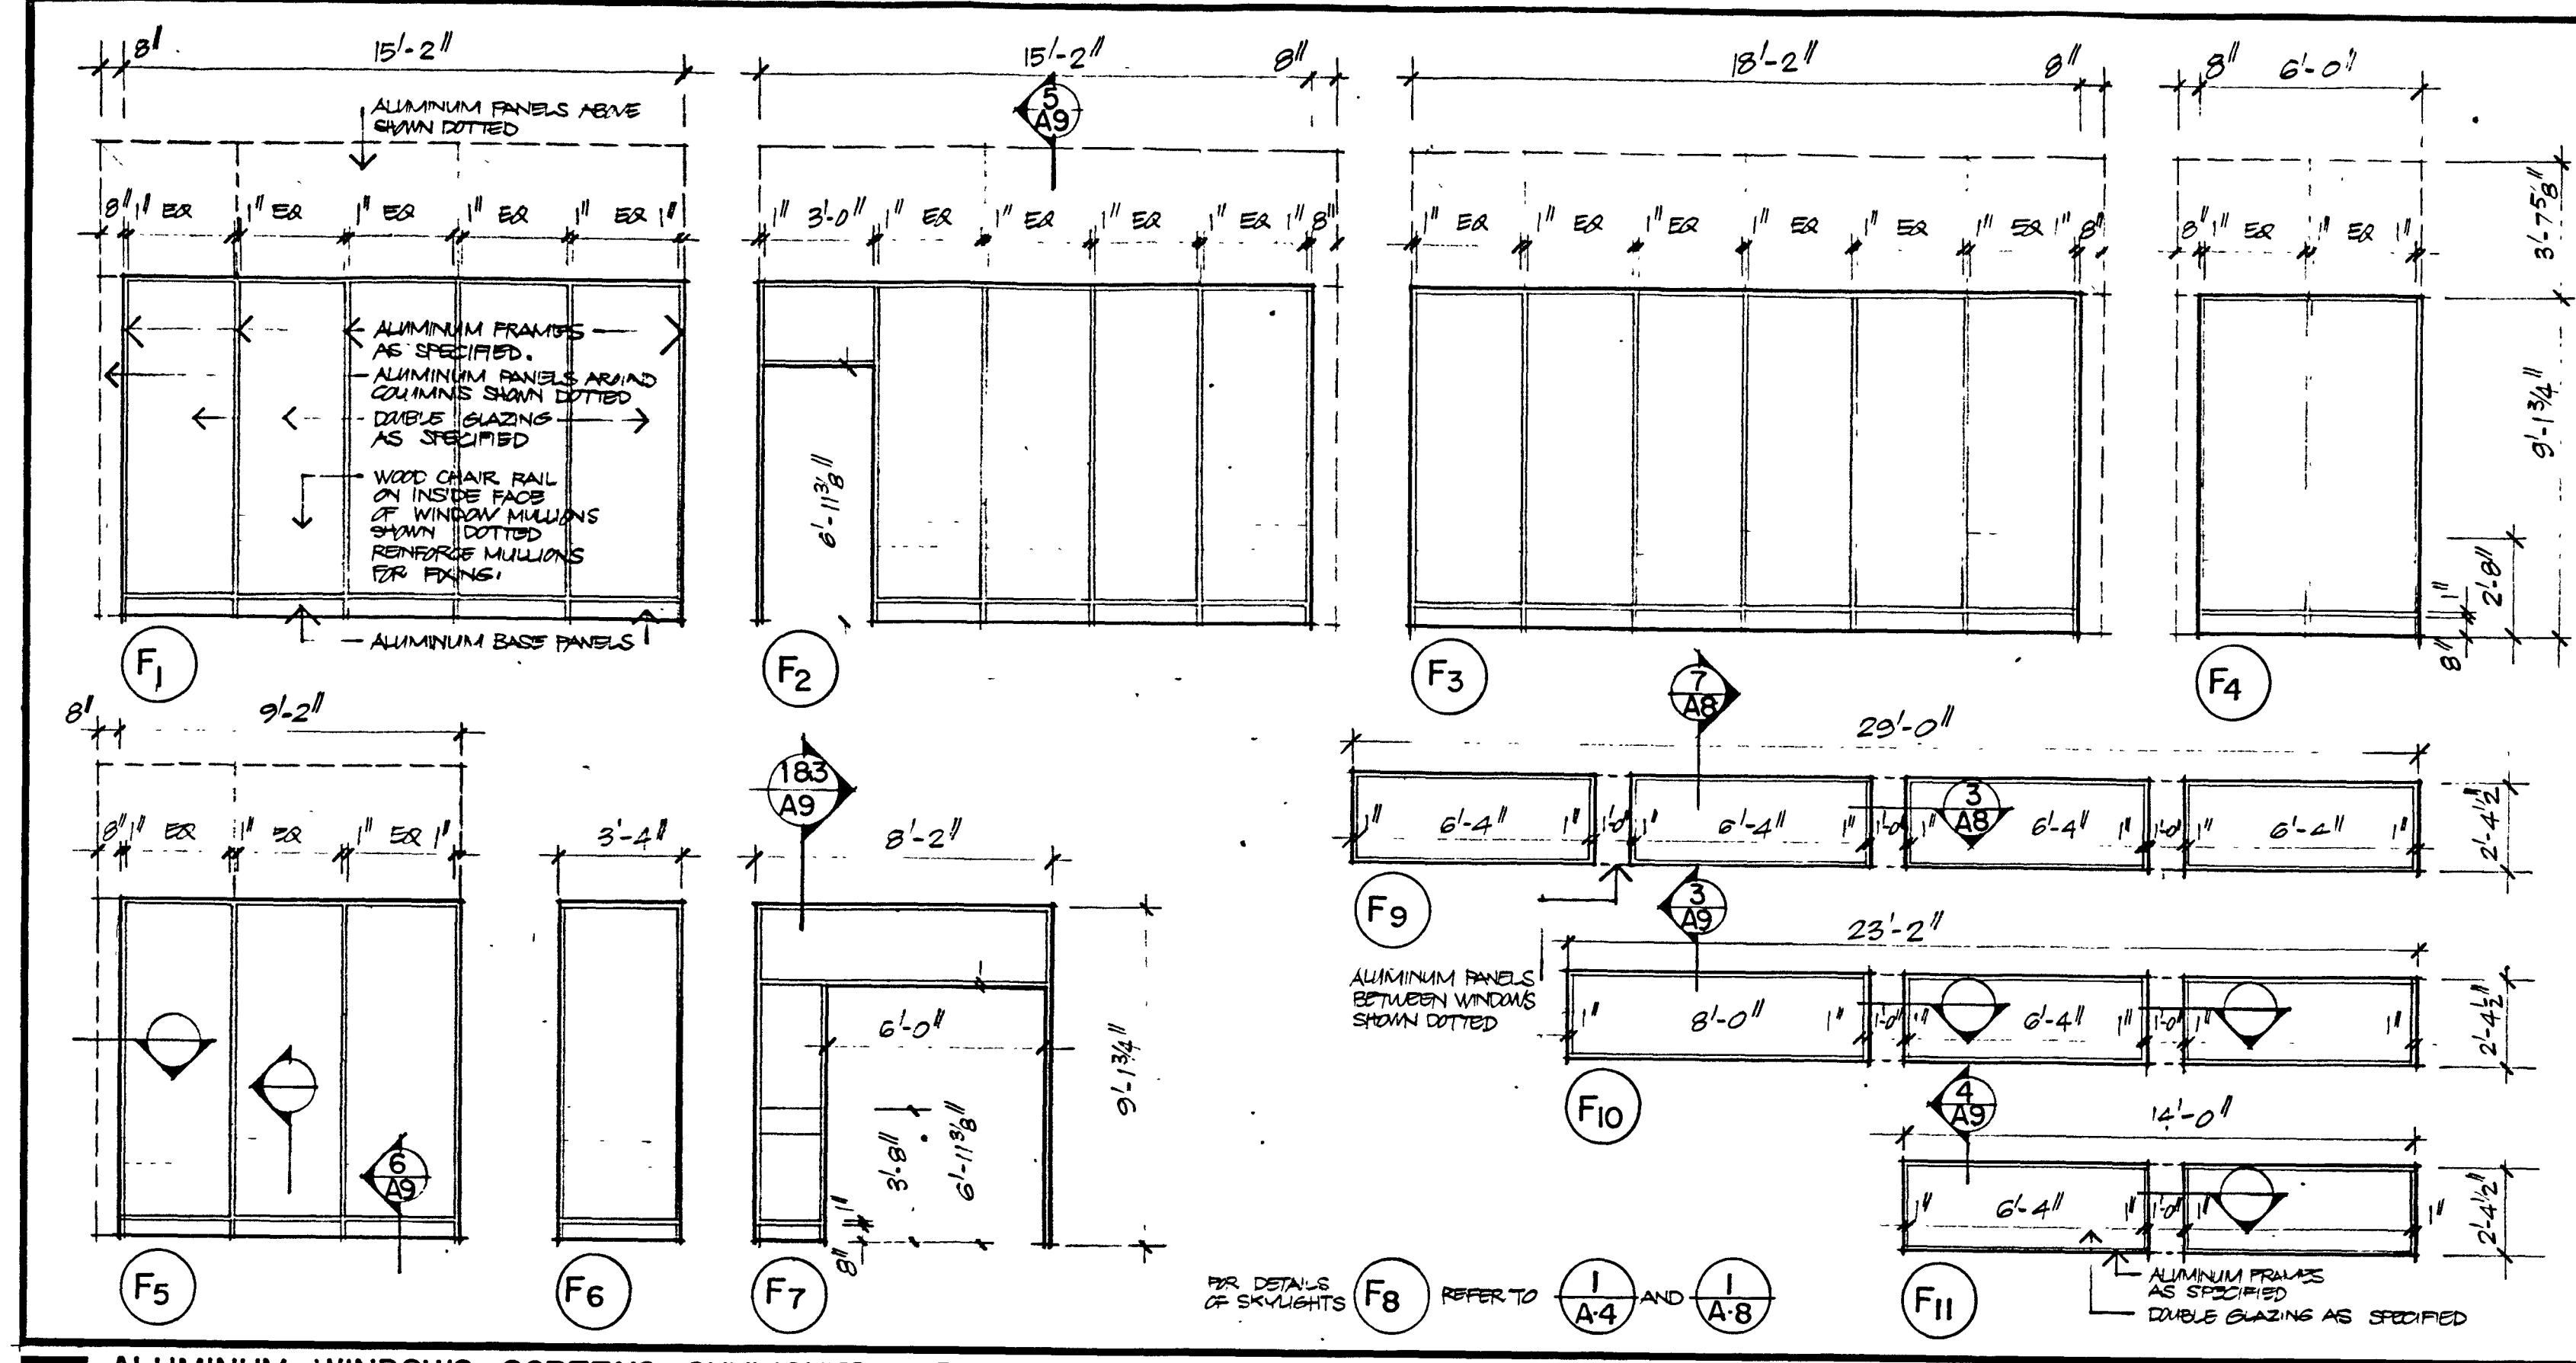 8" 15'-2"
15'-2" 8"
18'-2" 8"
8" 6'-0"
ALUMINUM PANELS ABOVE
SHOWN DOTTED
5
A9
8" 1" EQ 1" EQ 1" EQ 1" EQ 1" EQ 1"
1" 3'-0" 1" EQ 1" EQ 1" EQ 1" EQ 1" 8"
1" EQ 1" EQ 1" EQ 1" EQ 1" EQ 1" EQ 1" 8"
8" 1" EQ 1" EQ 1"
3'-7 5/8"
ALUMINUM FRAMES
AS SPECIFIED.
ALUMINUM PANELS AROUND
COLUMNS SHOWN DOTTED
DOUBLE GLAZING
AS SPECIFIED
WOOD CHAIR RAIL
ON INSIDE FACE
OF WINDOW MULLIONS
SHOWN DOTTED
REINFORCE MULLIONS
FOR FIXING.
ALUMINUM BASE PANELS
6'-11 3/8"
9'-1 3/4"
2'-8"
1"
8"
F1
F2
F3
F4
8" 9'-2"
8" 1" EQ 1" EQ 1" EQ 1"
6
A9
F5
3'-4"
F6
1&3
A9
8'-2"
6'-0"
3'-8"
6'-11 3/8"
9'-1 3/4"
1"
8"
F7
7
A8
29'-0"
1" 6'-4" 1" 1'-0" 1" 6'-4" 1" 1'-0" 1" 6'-4" 1" 1'-0" 1" 6'-4" 1"
3
A8
2'-4 1/2"
F9
3
A9
23'-2"
ALUMINUM PANELS
BETWEEN WINDOWS
SHOWN DOTTED
1" 8'-0" 1" 1'-0" 1" 6'-4" 1" 1'-0" 1" 1"
2'-4 1/2"
F10
4
A9
14'-0"
1" 6'-4" 1" 1'-0" 1" 1"
2'-4 1/2"
F11
ALUMINUM FRAMES
AS SPECIFIED
DOUBLE GLAZING AS SPECIFIED
FOR DETAILS
OF SKYLIGHTS F8 REFER TO 1 A·4 AND 1 A·8
ALUMINUM WINDOWS SCREENS